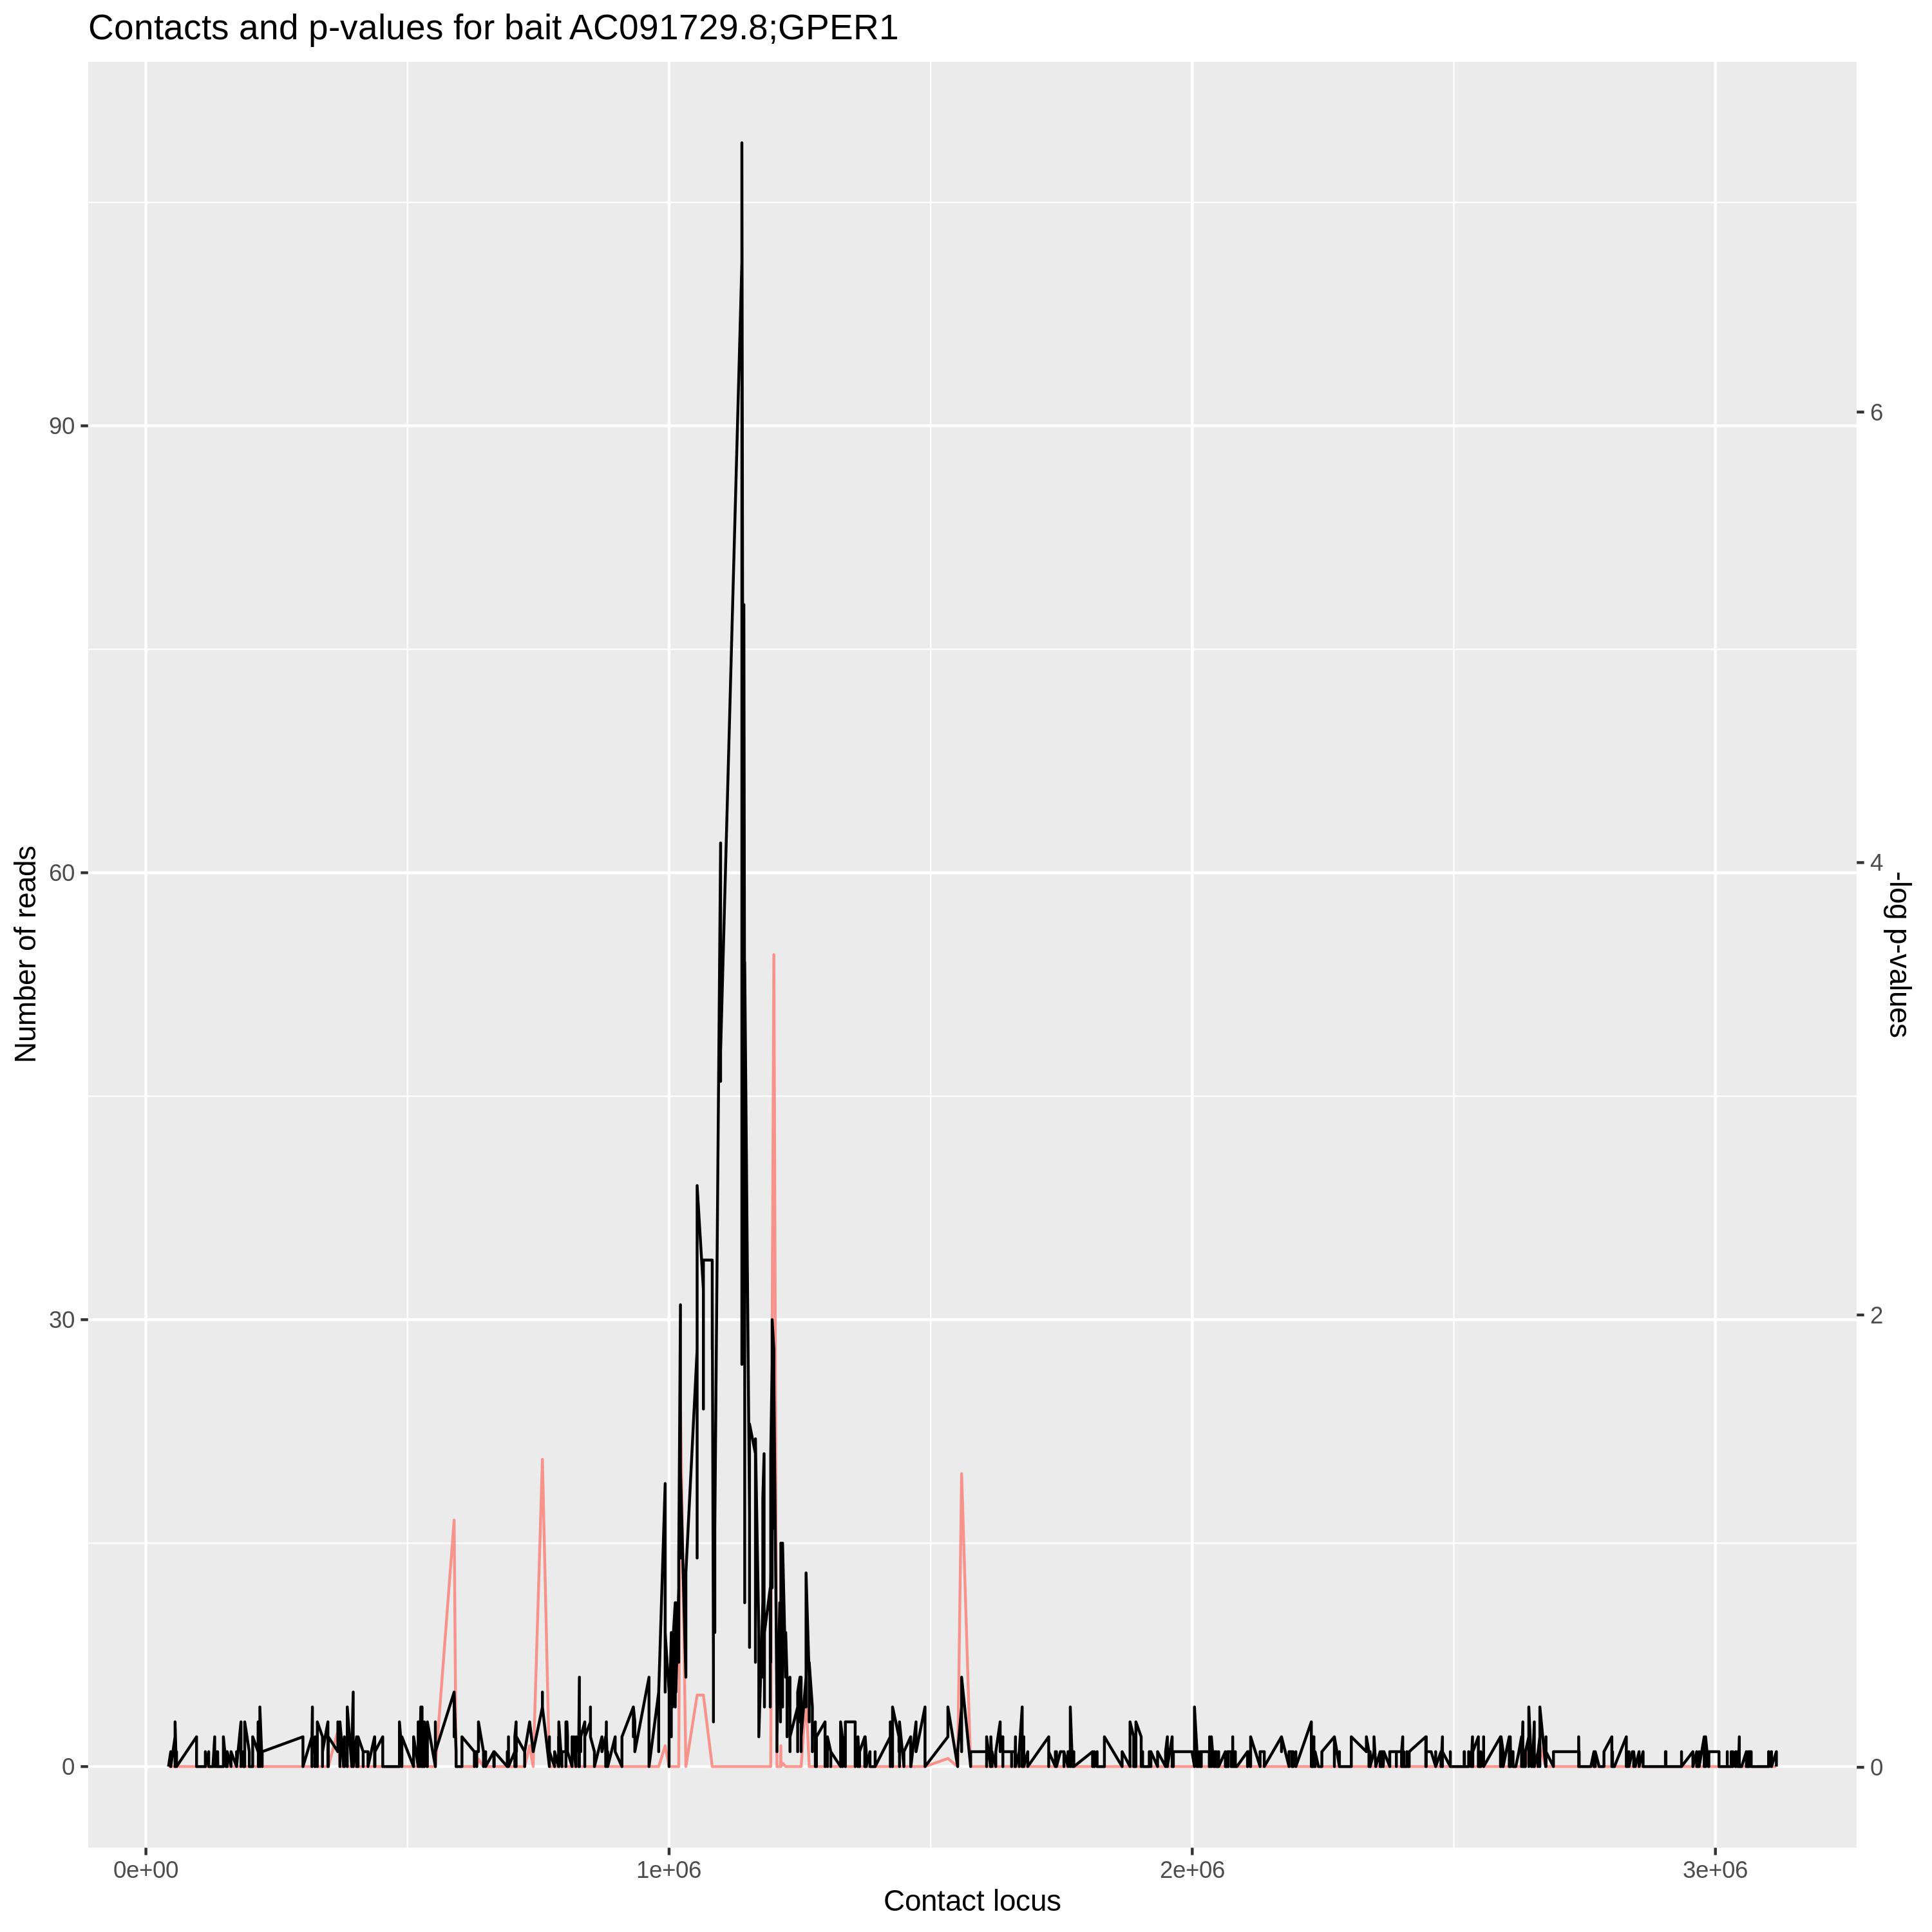 Contacts and p-values for bait AC091729.8;GPER1
90
60
30
0
Number of reads
6
4
2
0
-log p-values
0e+00
1e+06
2e+06
3e+06
Contact locus